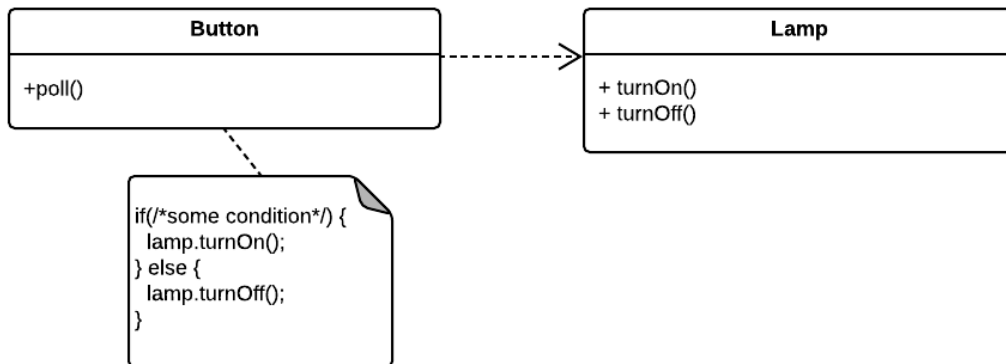 Button
+poll()
Lamp
+ turnOn()
+ turnOff()
if(/*some condition*/) {
lamp.turnOn();
} else {
lamp.turnOff();
}